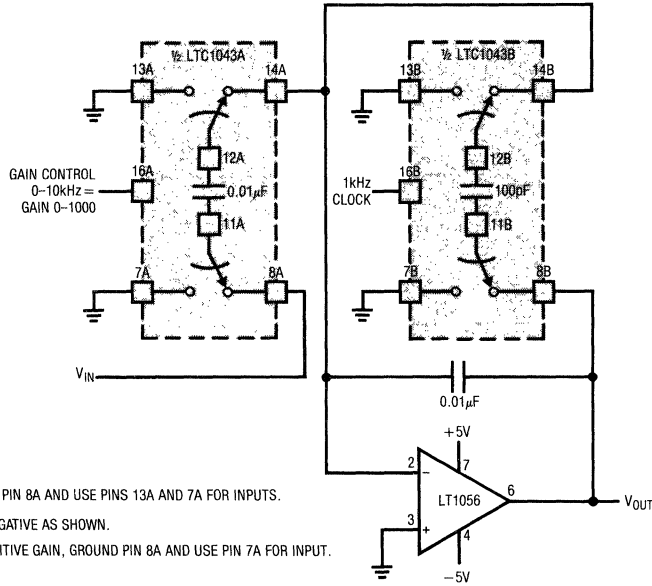 ½ LTC1043A
½ LTC1043B
13A
14A
13B
14B
12A
12B
GAIN CONTROL
0–10kHz =
GAIN 0–1000
16A
0.01µF
1kHz
CLOCK
16B
100pF
11A
11B
7A
8A
7B
8B
VIN
0.01µF
+5V
2
−
7
LT1056
6
VOUT
3
+
4
−5V
PIN 8A AND USE PINS 13A AND 7A FOR INPUTS.
GATIVE AS SHOWN.
ITIVE GAIN, GROUND PIN 8A AND USE PIN 7A FOR INPUT.